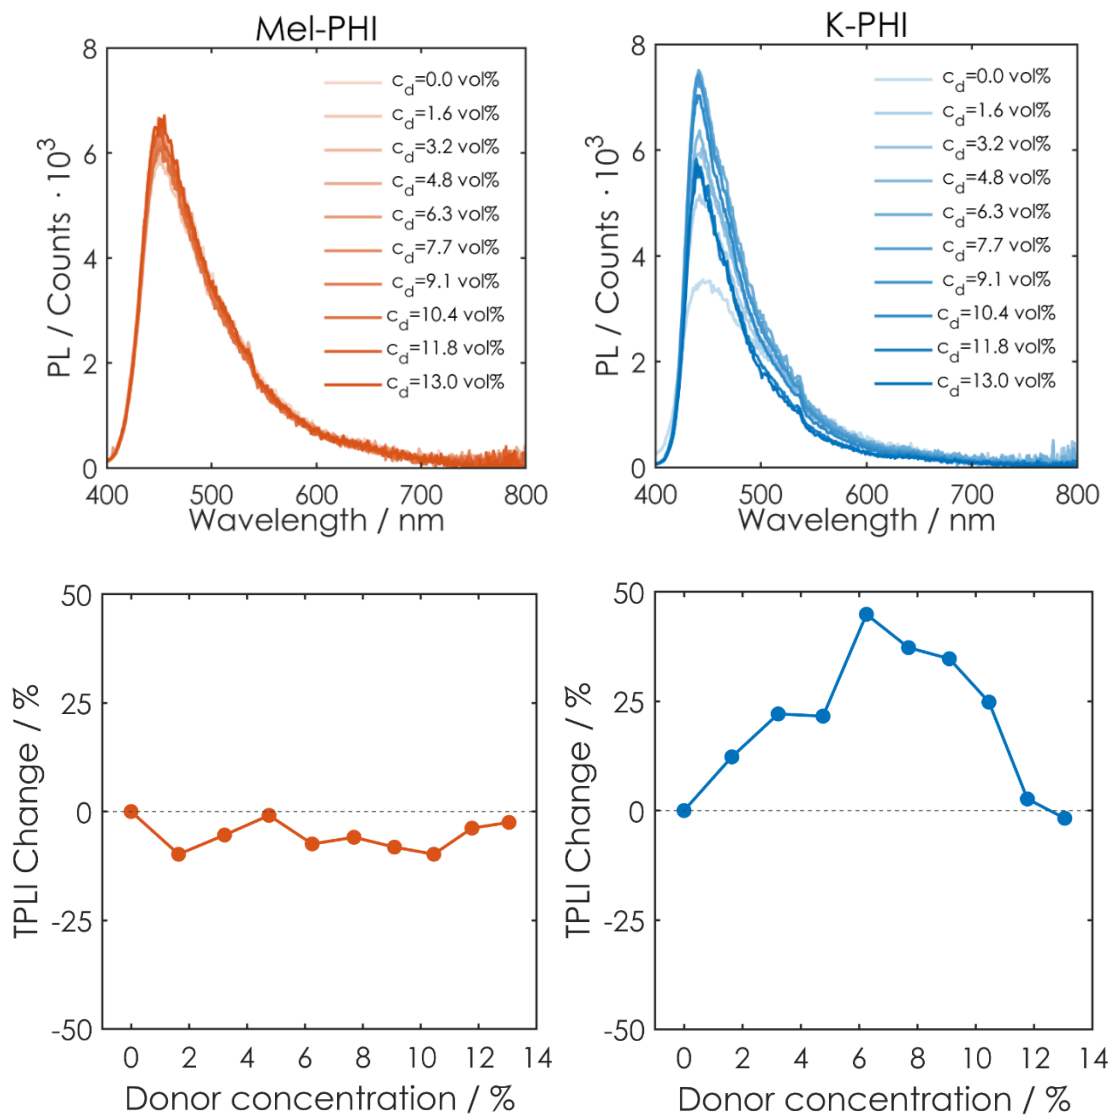 Mel-PHI
8
6
4
2
0
PL / Counts · 10³
c_d=0.0 vol%
c_d=1.6 vol%
c_d=3.2 vol%
c_d=4.8 vol%
c_d=6.3 vol%
c_d=7.7 vol%
c_d=9.1 vol%
c_d=10.4 vol%
c_d=11.8 vol%
c_d=13.0 vol%
400 500 600 700 800
Wavelength / nm
K-PHI
8
6
4
2
0
PL / Counts · 10³
c_d=0.0 vol%
c_d=1.6 vol%
c_d=3.2 vol%
c_d=4.8 vol%
c_d=6.3 vol%
c_d=7.7 vol%
c_d=9.1 vol%
c_d=10.4 vol%
c_d=11.8 vol%
c_d=13.0 vol%
400 500 600 700 800
Wavelength / nm
50
25
0
-25
-50
TPLI Change / %
0 2 4 6 8 10 12 14
Donor concentration / %
50
25
0
-25
-50
TPLI Change / %
0 2 4 6 8 10 12 14
Donor concentration / %